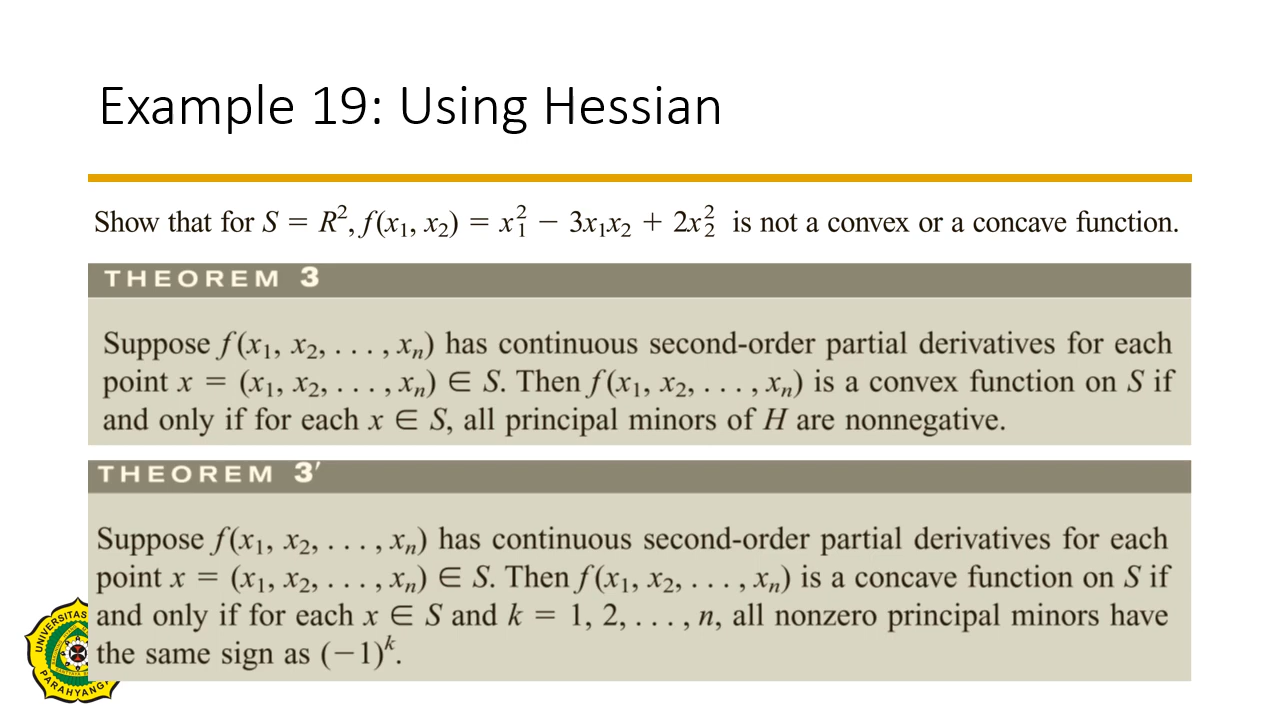 Example 19: Using Hessian
Show that for S = R², f(x₁, x₂) = x₁² − 3x₁x₂ + 2x₂² is not a convex or a concave function.
THEOREM 3
Suppose f(x₁, x₂, . . . , xₙ) has continuous second-order partial derivatives for each
point x = (x₁, x₂, . . . , xₙ) ∈ S. Then f(x₁, x₂, . . . , xₙ) is a convex function on S if
and only if for each x ∈ S, all principal minors of H are nonnegative.
THEOREM 3′
Suppose f(x₁, x₂, . . . , xₙ) has continuous second-order partial derivatives for each
point x = (x₁, x₂, . . . , xₙ) ∈ S. Then f(x₁, x₂, . . . , xₙ) is a concave function on S if
and only if for each x ∈ S and k = 1, 2, . . . , n, all nonzero principal minors have
the same sign as (−1)ᵏ.
UNIVERSITAS
PARAHYANG